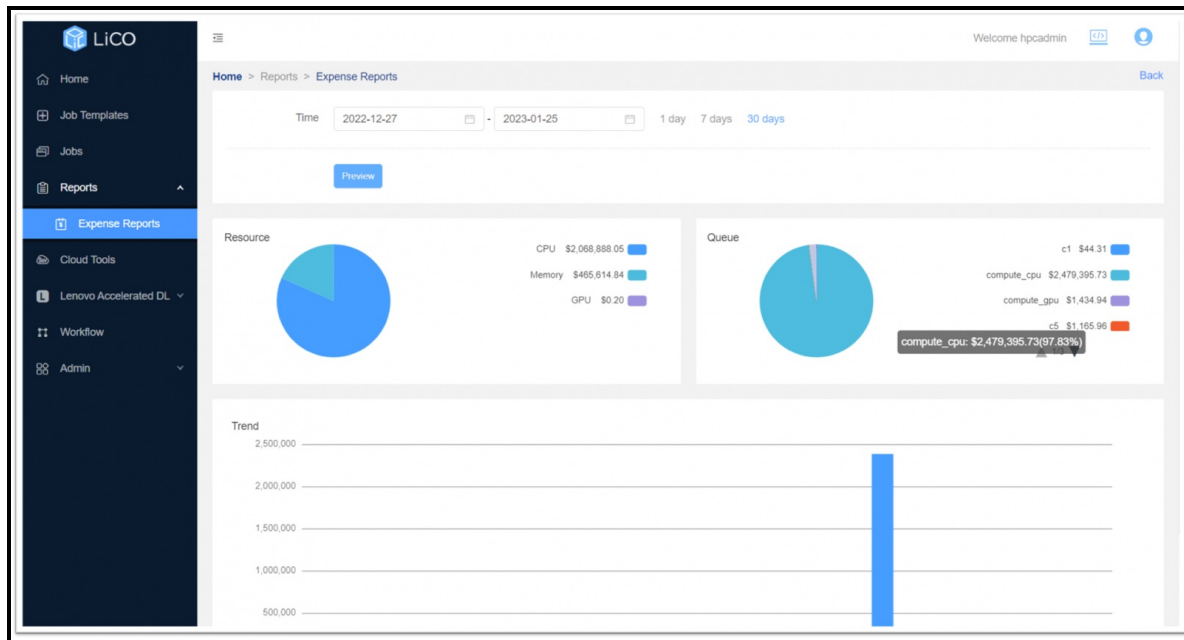 LiCO
Welcome hpcadmin
Home
Job Templates
Jobs
Reports
Expense Reports
Cloud Tools
Lenovo Accelerated DL
Workflow
Admin
Home > Reports > Expense Reports
Back
Time 2022-12-27 - 2023-01-25 1 day 7 days 30 days
Preview
Resource
CPU $2,068,888.05
Memory $465,614.84
GPU $0.20
Queue
c1 $44.31
compute_cpu $2,479,395.73
compute_gpu $1,434.94
c5 $1,165.96
compute_cpu: $2,479,395.73(97.83%)
Trend
2,500,000
2,000,000
1,500,000
1,000,000
500,000